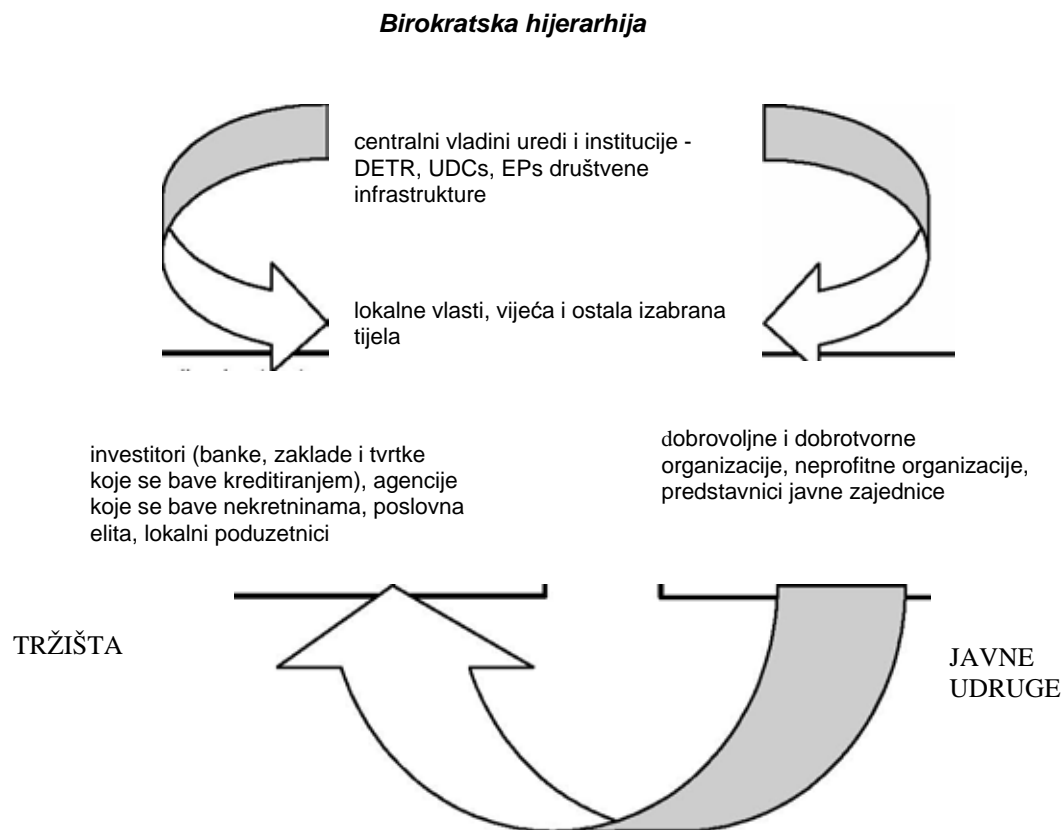 Birokratska hijerarhija
centralni vladini uredi i institucije -
DETR, UDCs, EPs društvene
infrastrukture
lokalne vlasti, vijeća i ostala izabrana
tijela
investitori (banke, zaklade i tvrtke
koje se bave kreditiranjem), agencije
koje se bave nekretninama, poslovna
elita, lokalni poduzetnici
dobrovoljne i dobrotvorne
organizacije, neprofitne organizacije,
predstavnici javne zajednice
TRŽIŠTA
JAVNE
UDRUGE